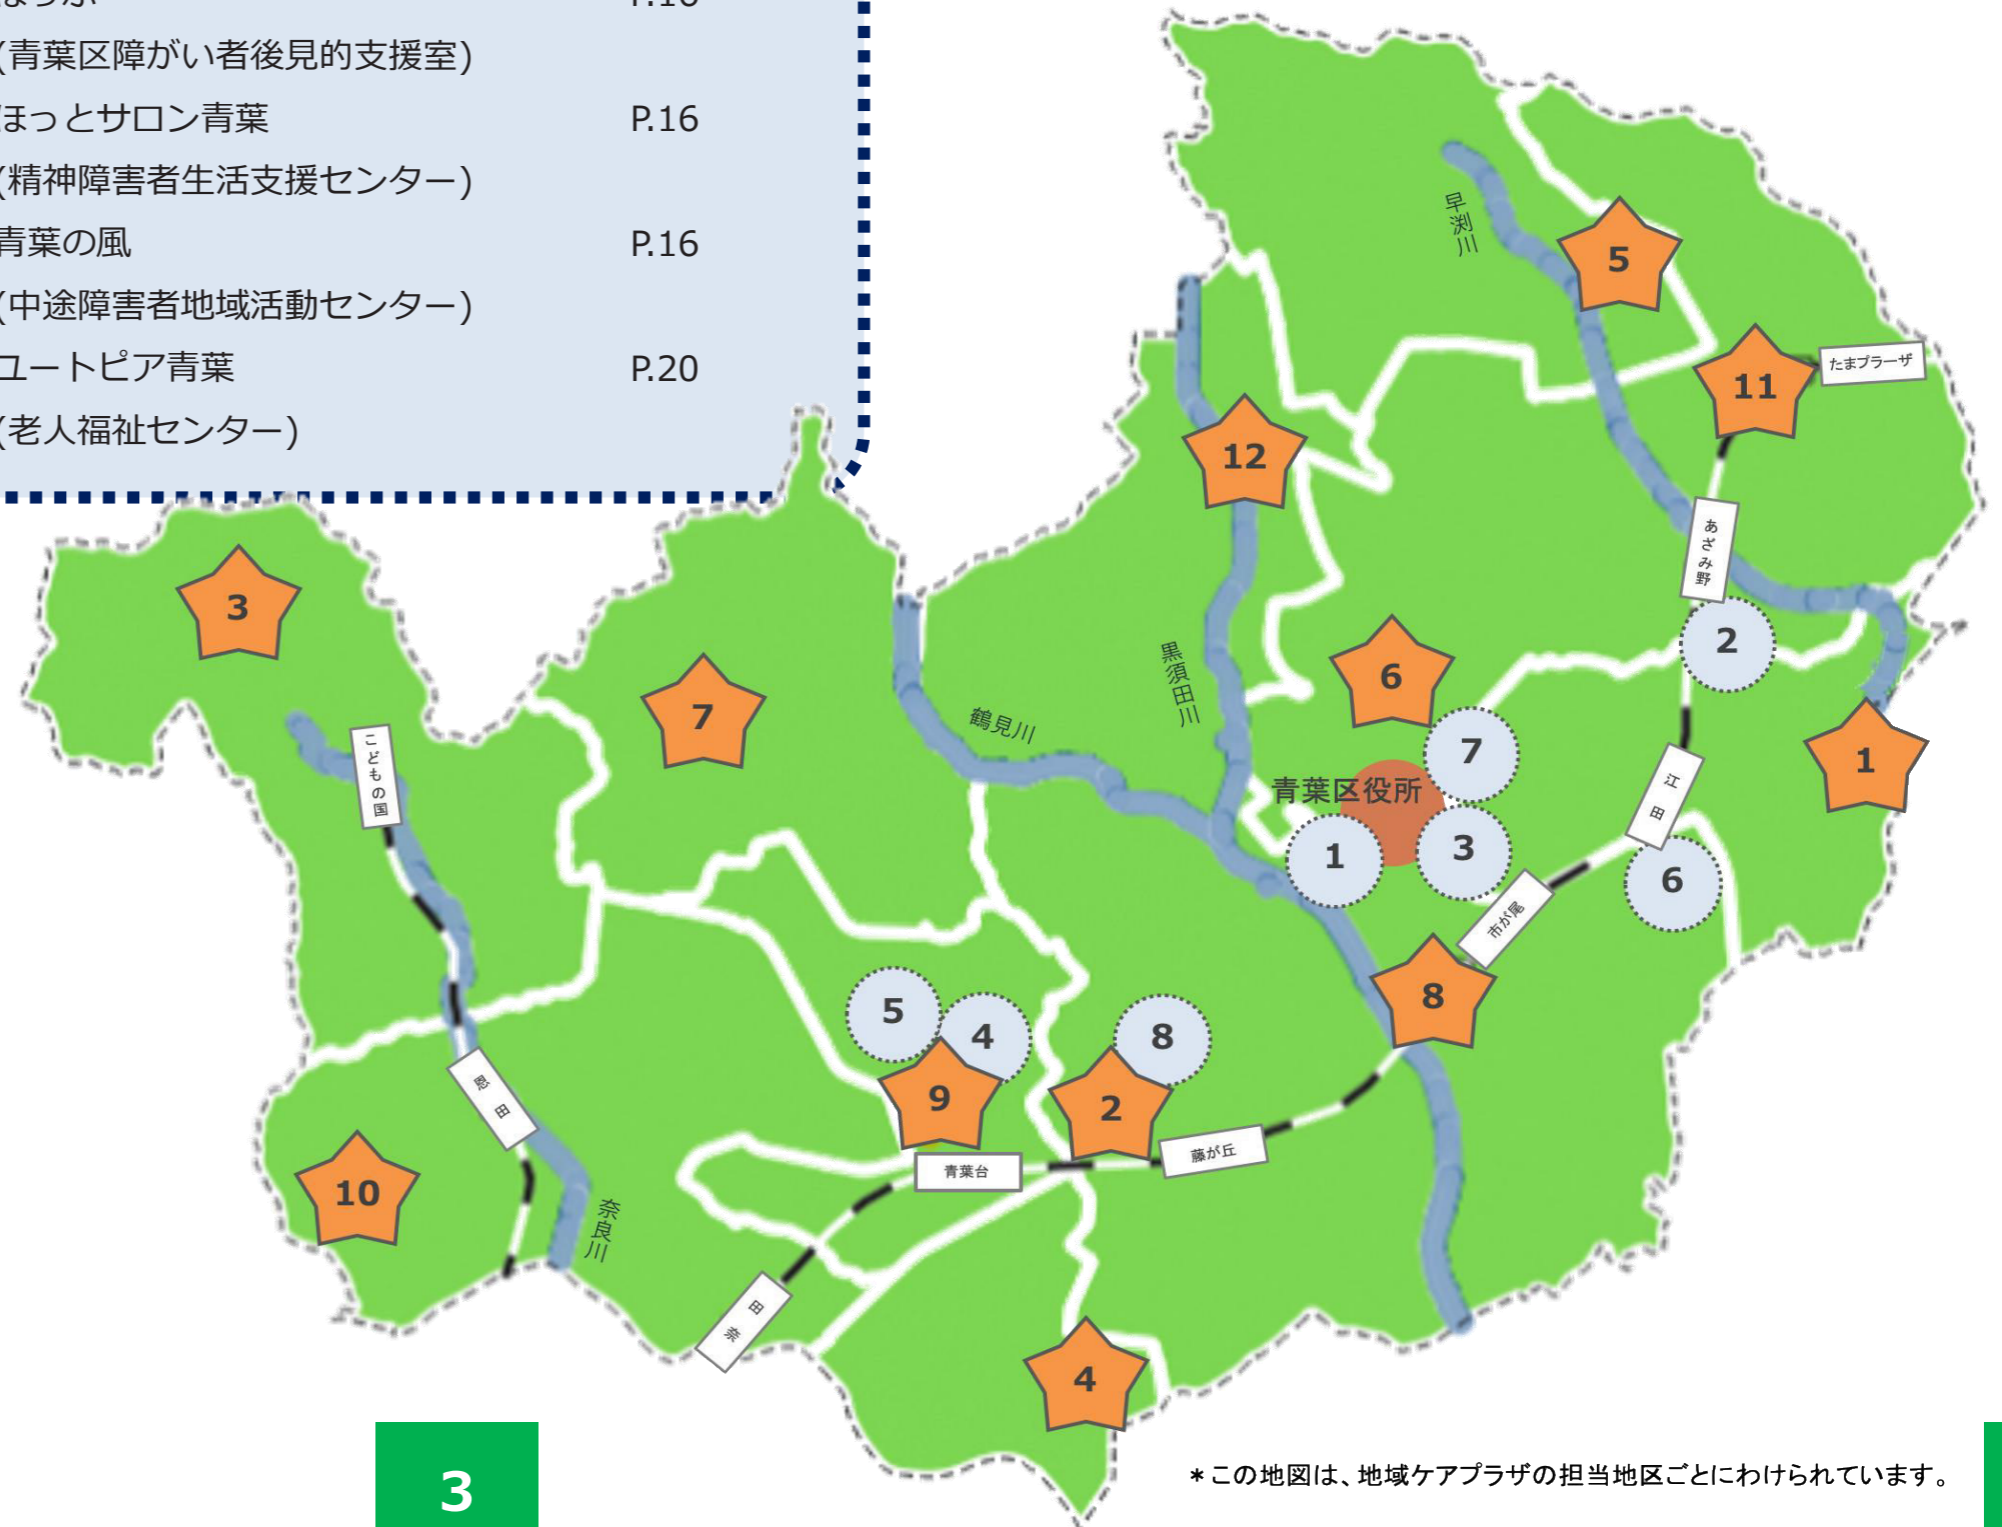 (青葉区障がい者後見的支援室)
ほっとサロン青葉 P.16
(精神障害者生活支援センター)
青葉の風 P.16
(中途障害者地域活動センター)
ユートピア青葉 P.20
(老人福祉センター)
早渕川
5
11
たまプラーザ
12
あざみ野
3
2
黒須田川
6
7
鶴見川
こどもの国
7
1
江田
青葉区役所
1
3
6
市が尾
8
5
4
8
9
2
恩田
藤が丘
青葉台
10
奈良川
田奈
4
3
*この地図は、地域ケアプラザの担当地区ごとにわけられています。